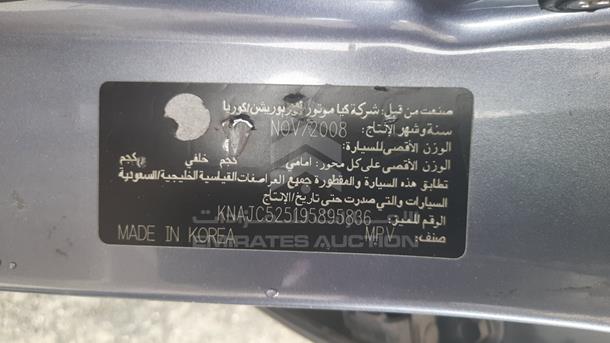 صنعت من قبل: شركة كيا موتورز كوربوريشن/كوريا
سنة وشهر الإنتاج: NOV/2008
الوزن الأقصى للسيارة:
الوزن الأقصى على كل محور: أمامي كجم خلفي كجم
تطابق هذه السيارة والمقطورة جميع المواصفات القياسية الخليجية السعودية
السيارات والتي صدرت حتى تاريخ الإنتاج
الرقم المميز: KNAJC525195895836
صنف: MPV MADE IN KOREA
EMIRATES AUCTION